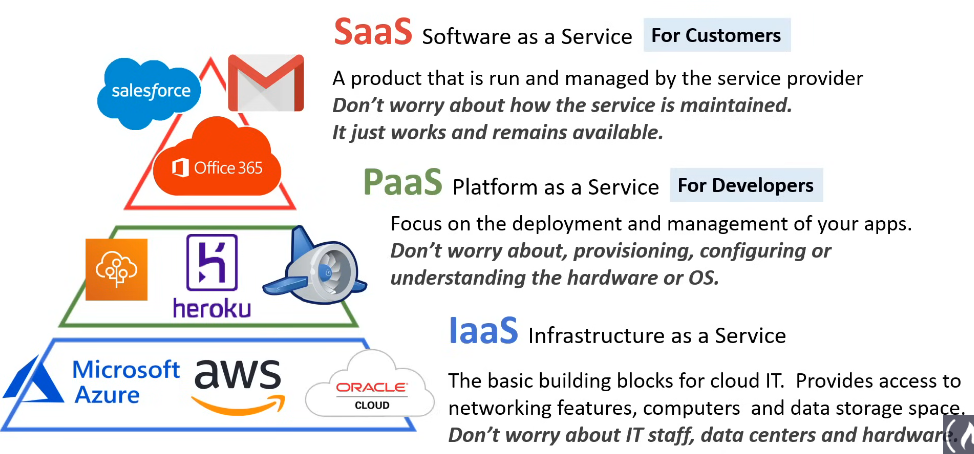 SaaS Software as a Service For Customers
A product that is run and managed by the service provider
Don't worry about how the service is maintained.
It just works and remains available.
salesforce
Office 365
PaaS Platform as a Service For Developers
Focus on the deployment and management of your apps.
Don't worry about, provisioning, configuring or
understanding the hardware or OS.
heroku
IaaS Infrastructure as a Service
The basic building blocks for cloud IT. Provides access to
networking features, computers and data storage space.
Don't worry about IT staff, data centers and hardware.
Microsoft
Azure
aws
ORACLE
CLOUD